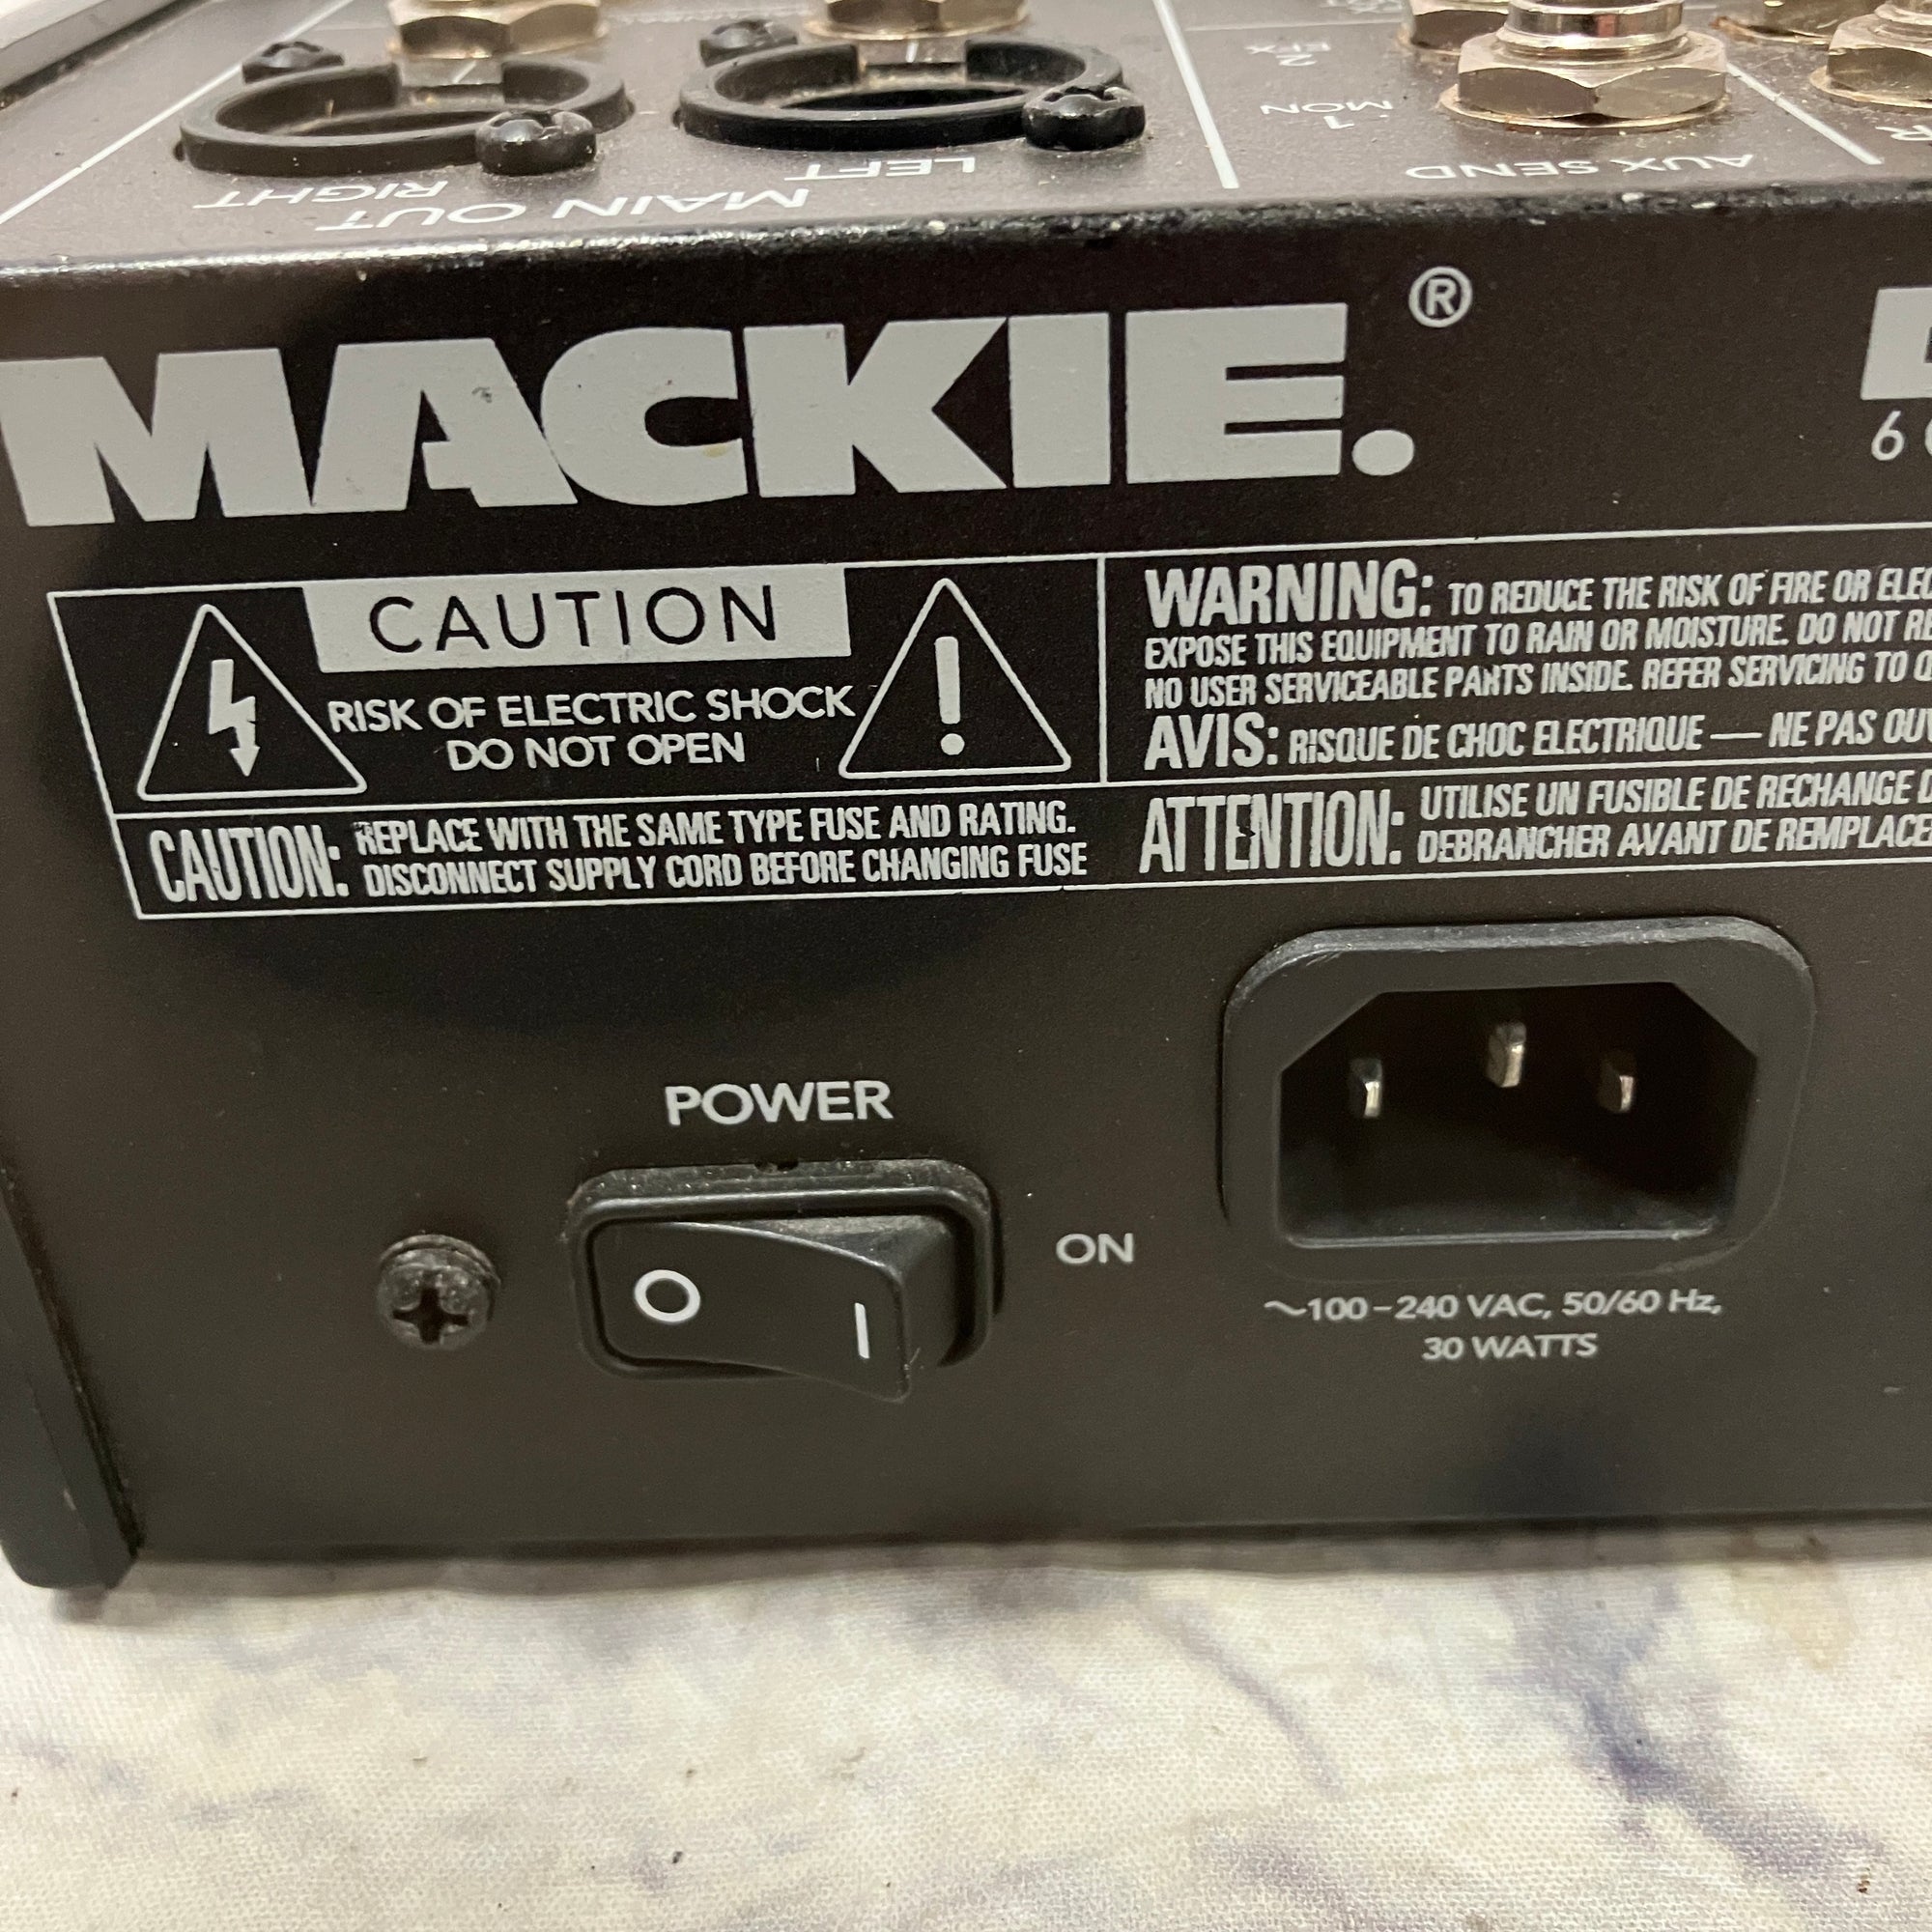 2
EFX
1
MON
RIGHT
LEFT
MAIN OUT
AUX SEND
R
MACKIE.®
6
CAUTION
RISK OF ELECTRIC SHOCK
DO NOT OPEN
CAUTION: REPLACE WITH THE SAME TYPE FUSE AND RATING.
DISCONNECT SUPPLY CORD BEFORE CHANGING FUSE
WARNING: TO REDUCE THE RISK OF FIRE OR
EXPOSE THIS EQUIPMENT TO RAIN OR MOISTURE. DO NOT
NO USER SERVICEABLE PARTS INSIDE. REFER SERVICING TO
AVIS: RISQUE DE CHOC ELECTRIQUE — NE PAS
ATTENTION: UTILISE UN FUSIBLE DE RECHANGE
DEBRANCHER AVANT DE
POWER
O I
ON
~100-240 VAC, 50/60 Hz,
30 WATTS